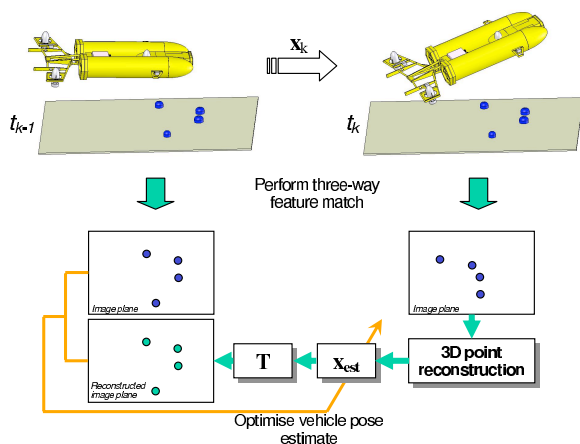 x_k
t_k-1
t_k
Perform three-way
feature match
Image plane
Image plane
Reconstructed
image plane
T
x_est
3D point
reconstruction
Optimise vehicle pose
estimate